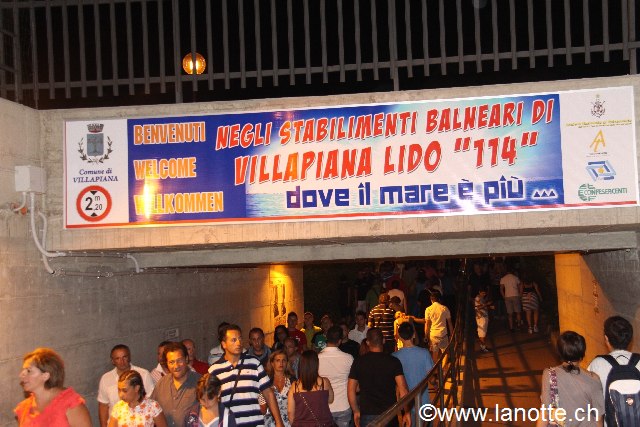 Comune di
VILLAPIANA
2 m
,20
BENVENUTI
WELCOME
WILLKOMMEN
NEGLI STABILIMENTI BALNEARI DI
VILLAPIANA LIDO "114"
dove il mare è più ...
CONFESERCENTI
©www.lanotte.ch